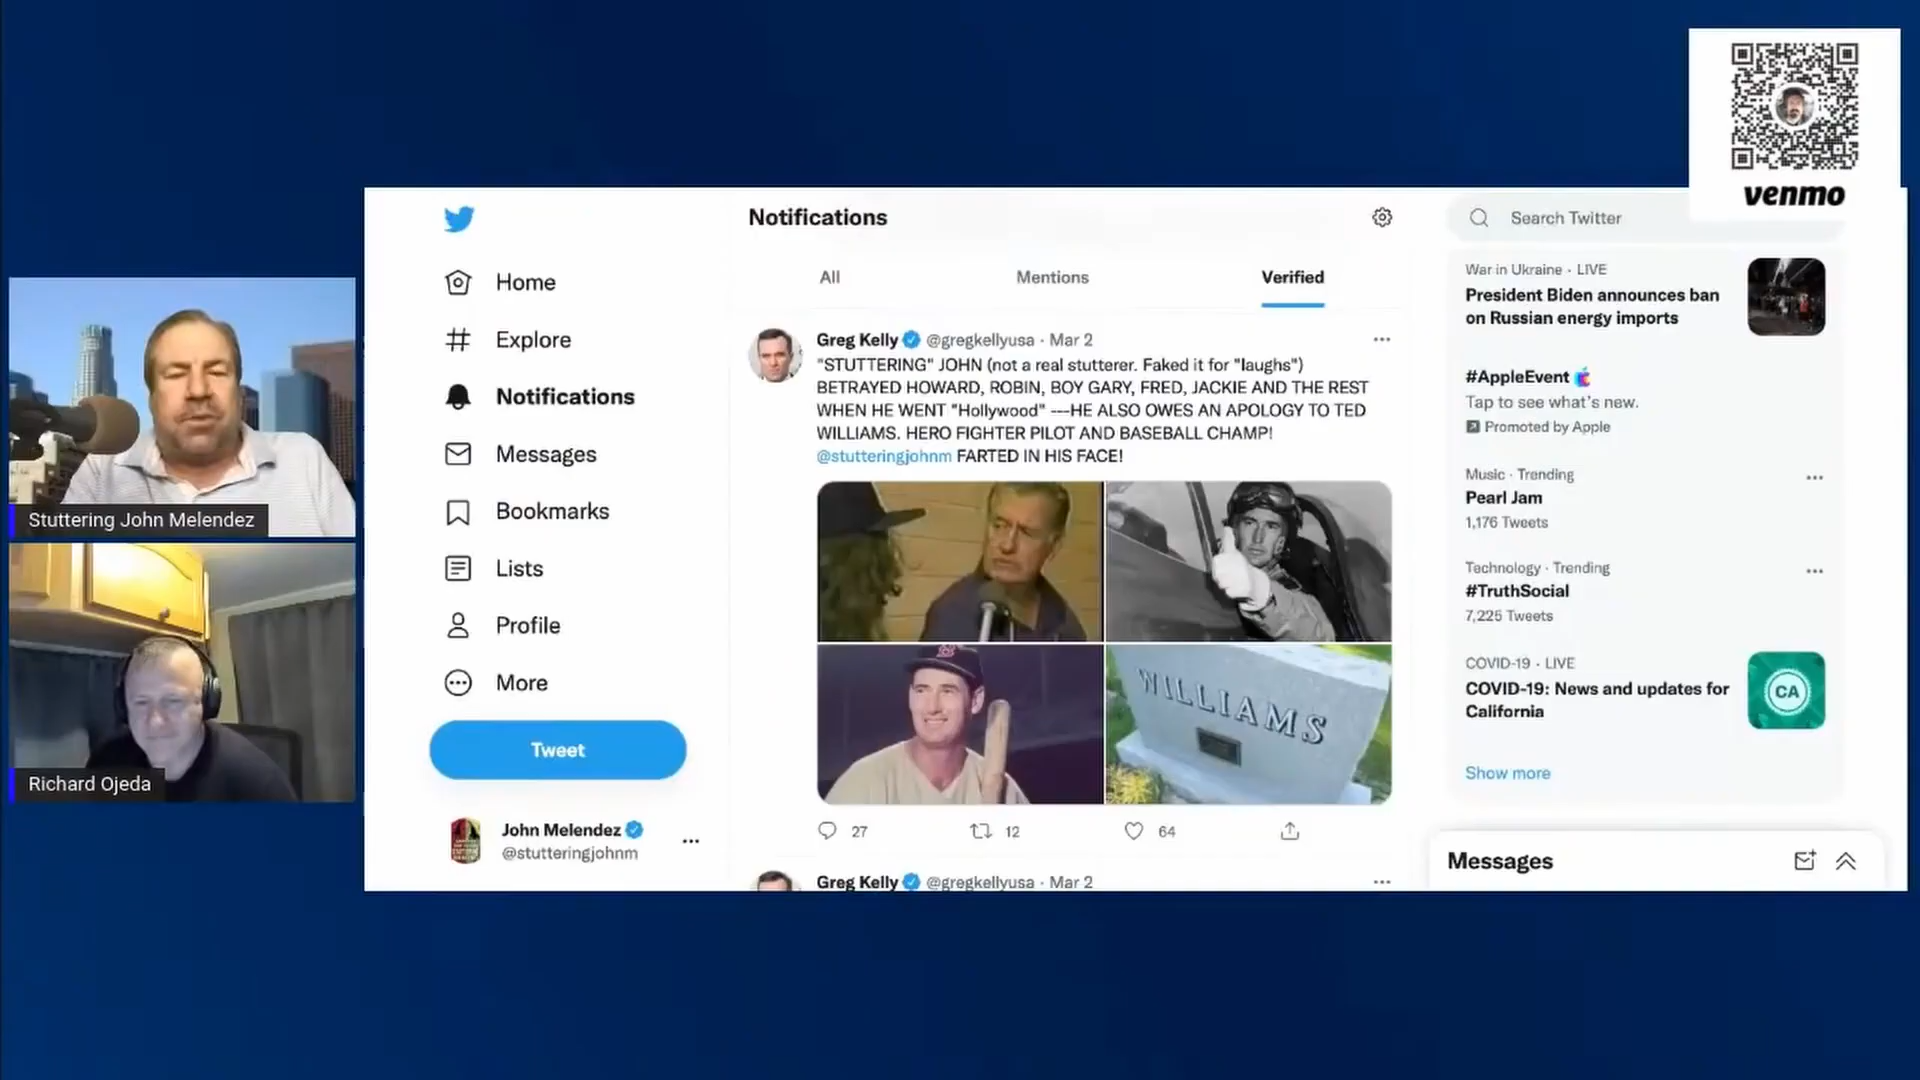 venmo
Stuttering John Melendez
Richard Ojeda
Home
Explore
Notifications
Messages
Bookmarks
Lists
Profile
More
Tweet
John Melendez
@stutteringjohnm
Notifications
All
Mentions
Verified
Greg Kelly @gregkellyusa · Mar 2
"STUTTERING" JOHN (not a real stutterer. Faked it for "laughs")
BETRAYED HOWARD, ROBIN, BOY GARY, FRED, JACKIE AND THE REST
WHEN HE WENT "Hollywood" ---HE ALSO OWES AN APOLOGY TO TED
WILLIAMS. HERO FIGHTER PILOT AND BASEBALL CHAMP!
@stutteringjohnm FARTED IN HIS FACE!
B
WILLIAMS
27
12
64
Greg Kelly @gregkellyusa · Mar 2
Search Twitter
War in Ukraine · LIVE
President Biden announces ban
on Russian energy imports
#AppleEvent
Tap to see what's new.
Promoted by Apple
Music · Trending
Pearl Jam
1,176 Tweets
Technology · Trending
#TruthSocial
7,225 Tweets
COVID-19 · LIVE
COVID-19: News and updates for
California
CA
Show more
Messages